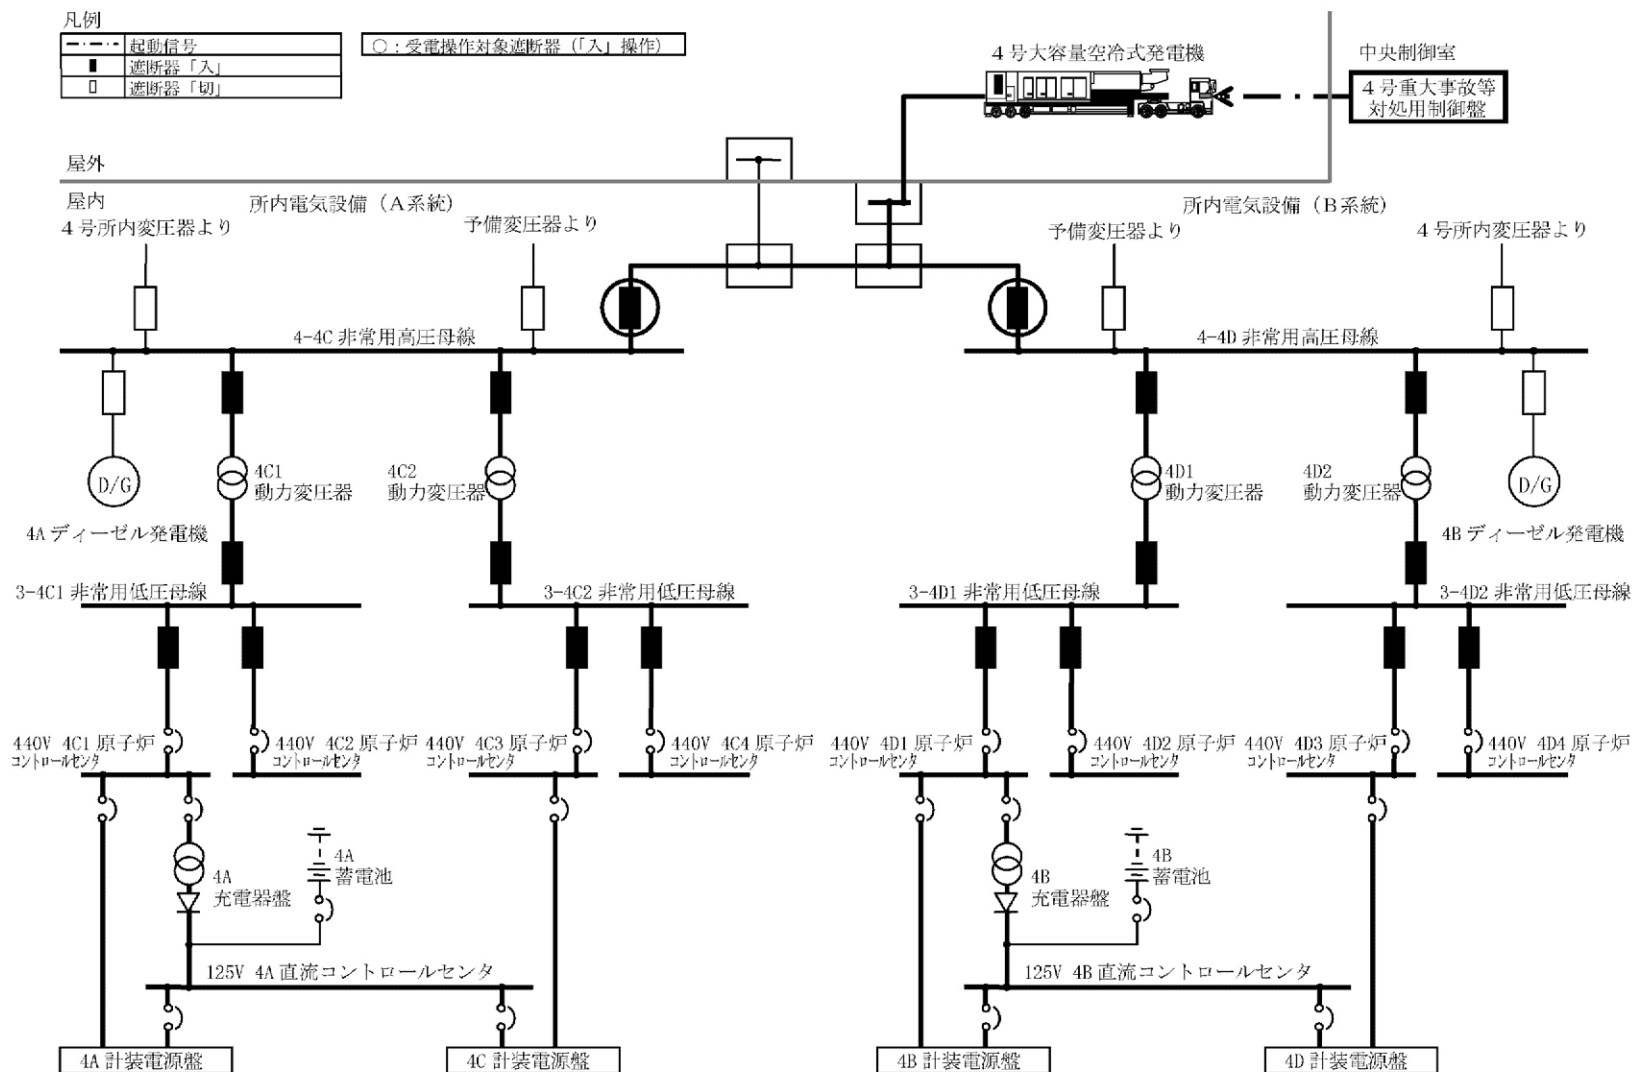 凡例
起動信号
遮断器「入」
遮断器「切」
○：受電操作対象遮断器（「入」操作）
４号大容量空冷式発電機
中央制御室
４号重大事故等
対処用制御盤
屋外
屋内
所内電気設備（Ａ系統）
所内電気設備（Ｂ系統）
４号所内変圧器より
予備変圧器より
予備変圧器より
４号所内変圧器より
4-4C 非常用高圧母線
4-4D 非常用高圧母線
D/G
4C1
動力変圧器
4C2
動力変圧器
4D1
動力変圧器
4D2
動力変圧器
D/G
4A ディーゼル発電機
4B ディーゼル発電機
3-4C1 非常用低圧母線
3-4C2 非常用低圧母線
3-4D1 非常用低圧母線
3-4D2 非常用低圧母線
440V 4C1 原子炉
コントロールセンタ
440V 4C2 原子炉
コントロールセンタ
440V 4C3 原子炉
コントロールセンタ
440V 4C4 原子炉
コントロールセンタ
440V 4D1 原子炉
コントロールセンタ
440V 4D2 原子炉
コントロールセンタ
440V 4D3 原子炉
コントロールセンタ
440V 4D4 原子炉
コントロールセンタ
4A
充電器盤
4A
蓄電池
4B
充電器盤
4B
蓄電池
125V 4A 直流コントロールセンタ
125V 4B 直流コントロールセンタ
4A 計装電源盤
4C 計装電源盤
4B 計装電源盤
4D 計装電源盤